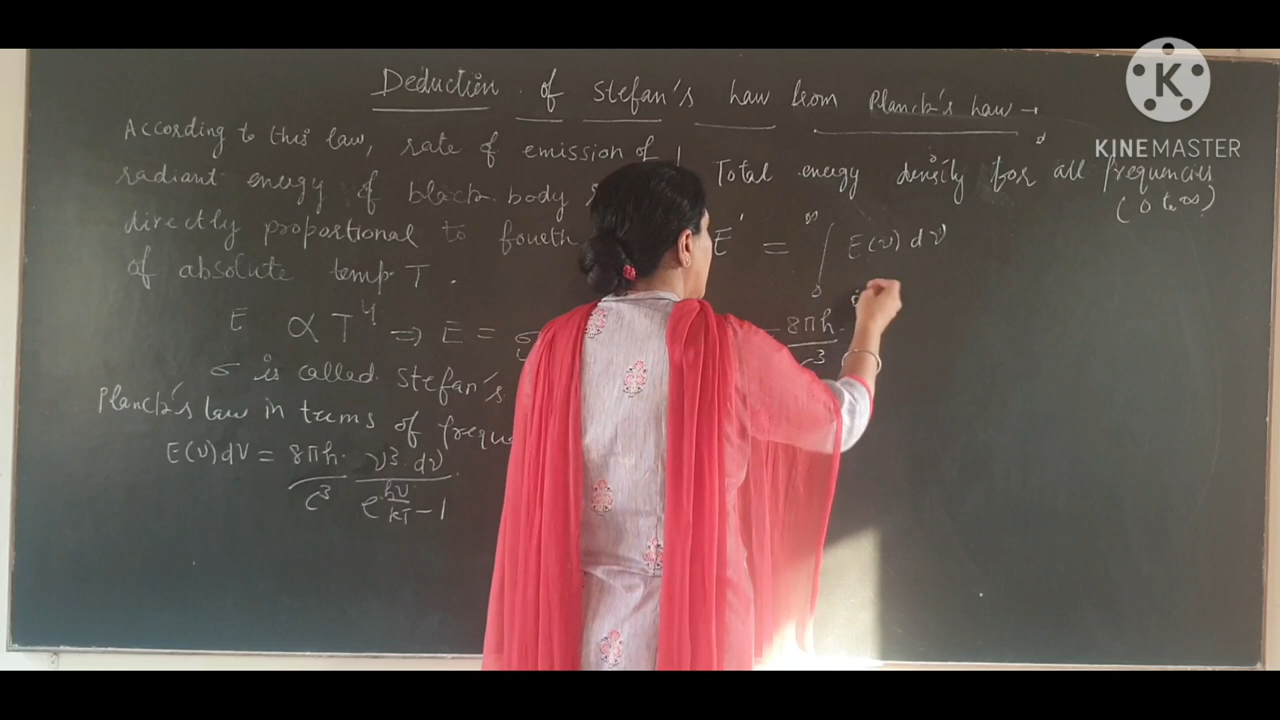 Deduction of Stefan's Law from Planck's Law →
According to this law, rate of emission of
radiant energy of black body
directly proportional to fourth
of absolute temp T.
E ∝ T⁴ ⇒ E = σ
σ is called Stefan's
Planck's law in terms of frequ
E(ν)dν = 8πh/c³ · ν³ dν/(e^(hν/kT) − 1)
Total energy density for all frequencies
(0 to ∞)
E' = ∫₀^∞ E(ν) dν
= 8πh/c³
K
KINEMASTER